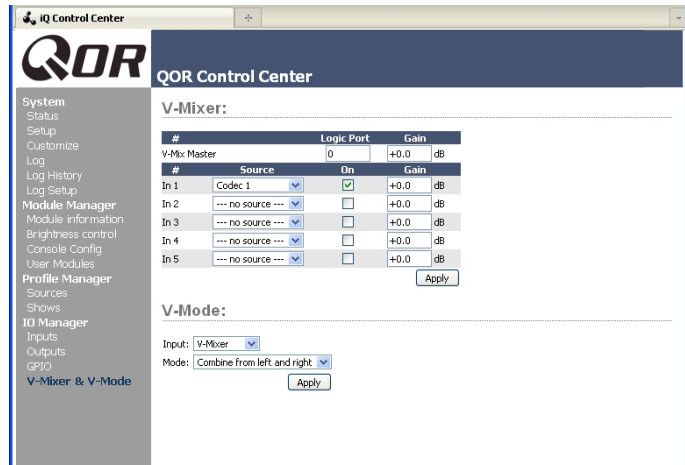 iQ Control Center
QOR
QOR Control Center
System
Status
Setup
Customize
Log
Log History
Log Setup
Module Manager
Module information
Brightness control
Console Config
User Modules
Profile Manager
Sources
Shows
IO Manager
Inputs
Outputs
GPIO
V-Mixer & V-Mode
V-Mixer:
# Logic Port Gain
V-Mix Master 0 +0.0 dB
# Source On Gain
In 1 Codec 1 +0.0 dB
In 2 --- no source --- +0.0 dB
In 3 --- no source --- +0.0 dB
In 4 --- no source --- +0.0 dB
In 5 --- no source --- +0.0 dB
Apply
V-Mode:
Input: V-Mixer
Mode: Combine from left and right
Apply